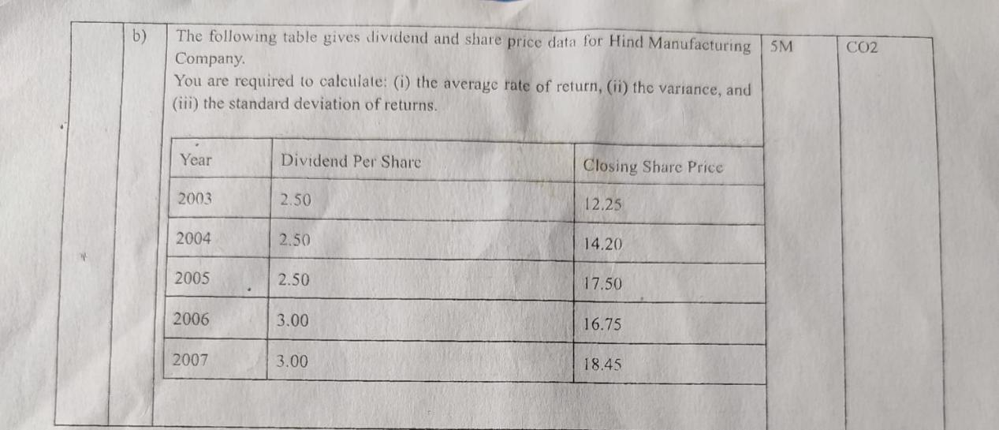 b) The following table gives dividend and share price data for Hind Manufacturing 5M CO2
Company.
You are required to calculate: (i) the average rate of return, (ii) the variance, and
(iii) the standard deviation of returns.
Year Dividend Per Share Closing Share Price
2003 2.50 12.25
2004 2.50 14.20
2005 2.50 17.50
2006 3.00 16.75
2007 3.00 18.45